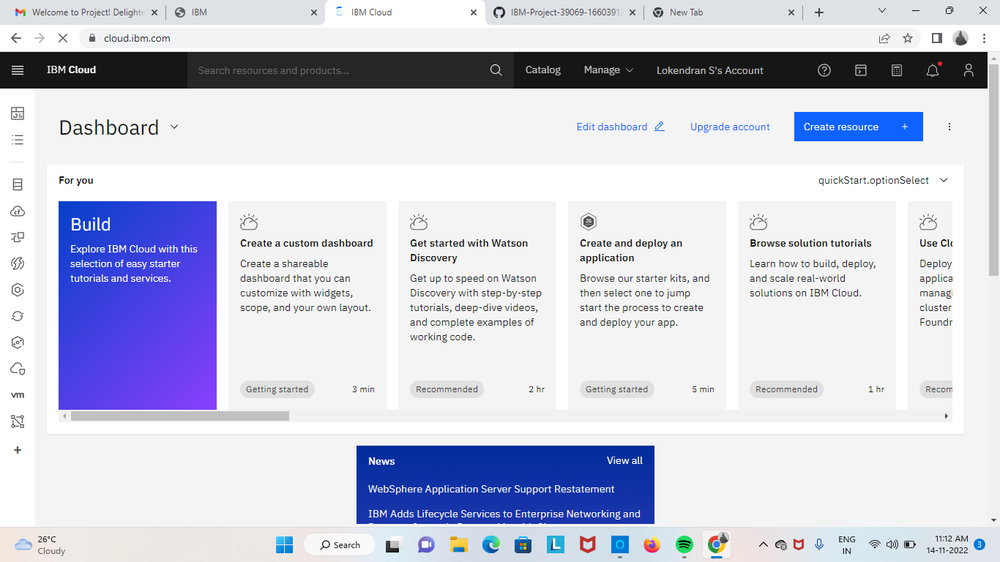 Welcome to Project! Delighte
IBM
IBM Cloud
IBM-Project-39069-1660391
New Tab
cloud.ibm.com
IBM Cloud
Search resources and products...
Catalog
Manage
Lokendran S's Account
Dashboard
Edit dashboard
Upgrade account
Create resource +
For you
quickStart.optionSelect
Build
Explore IBM Cloud with this
selection of easy starter
tutorials and services.
Create a custom dashboard
Create a shareable
dashboard that you can
customize with widgets,
scope, and your own layout.
Getting started
3 min
Get started with Watson
Discovery
Get up to speed on Watson
Discovery with step-by-step
tutorials, deep-dive videos,
and complete examples of
working code.
Recommended
2 hr
JS
Create and deploy an
application
Browse our starter kits, and
then select one to jump
start the process to create
and deploy your app.
Getting started
5 min
Browse solution tutorials
Learn how to build, deploy,
and scale real-world
solutions on IBM Cloud.
Recommended
1 hr
Use Clo
Deploy
applica
managi
cluster
Foundr
Recom
cf
vm
News
View all
WebSphere Application Server Support Restatement
IBM Adds Lifecycle Services to Enterprise Networking and
26°C
Cloudy
Search
L
ENG
IN
11:12 AM
14-11-2022
3